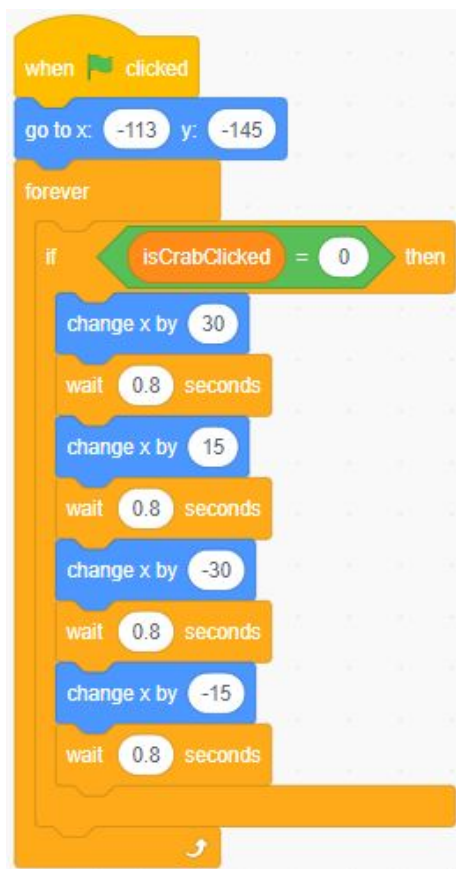 when clicked
go to x: -113 y: -145
forever
if isCrabClicked = 0 then
change x by 30
wait 0.8 seconds
change x by 15
wait 0.8 seconds
change x by -30
wait 0.8 seconds
change x by -15
wait 0.8 seconds